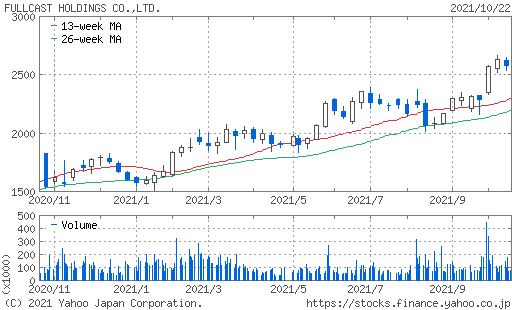 FULLCAST HOLDINGS CO.,LTD. 2021/10/22
13-week MA
26-week MA
3000
2500
2000
1500
2020/11 2021/1 2021/3 2021/5 2021/7 2021/9
Volume
500
400
300
200
100
0
(x1000)
2020/11 2021/1 2021/3 2021/5 2021/7 2021/9
(C) 2021 Yahoo Japan Corporation. https://stocks.finance.yahoo.co.jp